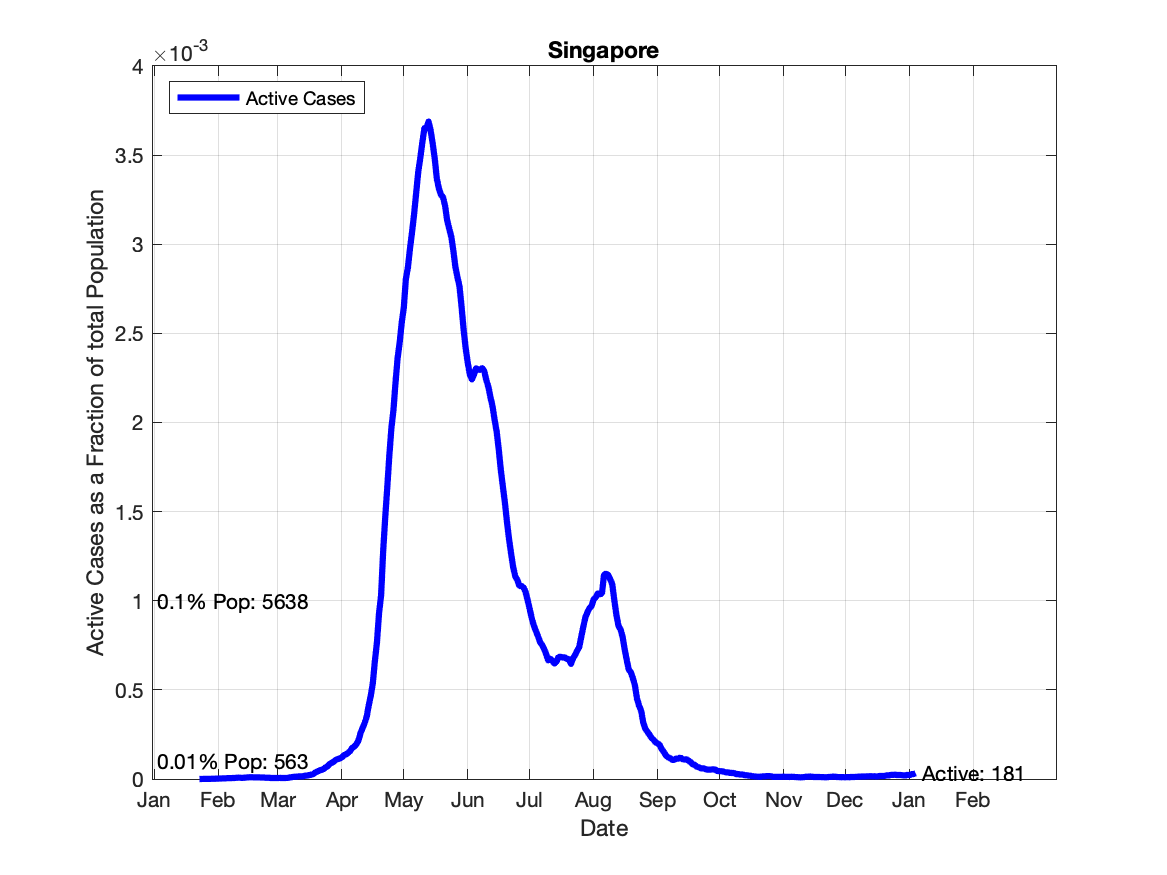 Singapore
×10-3
Active Cases
4
3.5
3
2.5
2
1.5
1
0.5
0
Active Cases as a Fraction of total Population
0.1% Pop: 5638
0.01% Pop: 563
Active: 181
Jan Feb Mar Apr May Jun Jul Aug Sep Oct Nov Dec Jan Feb
Date